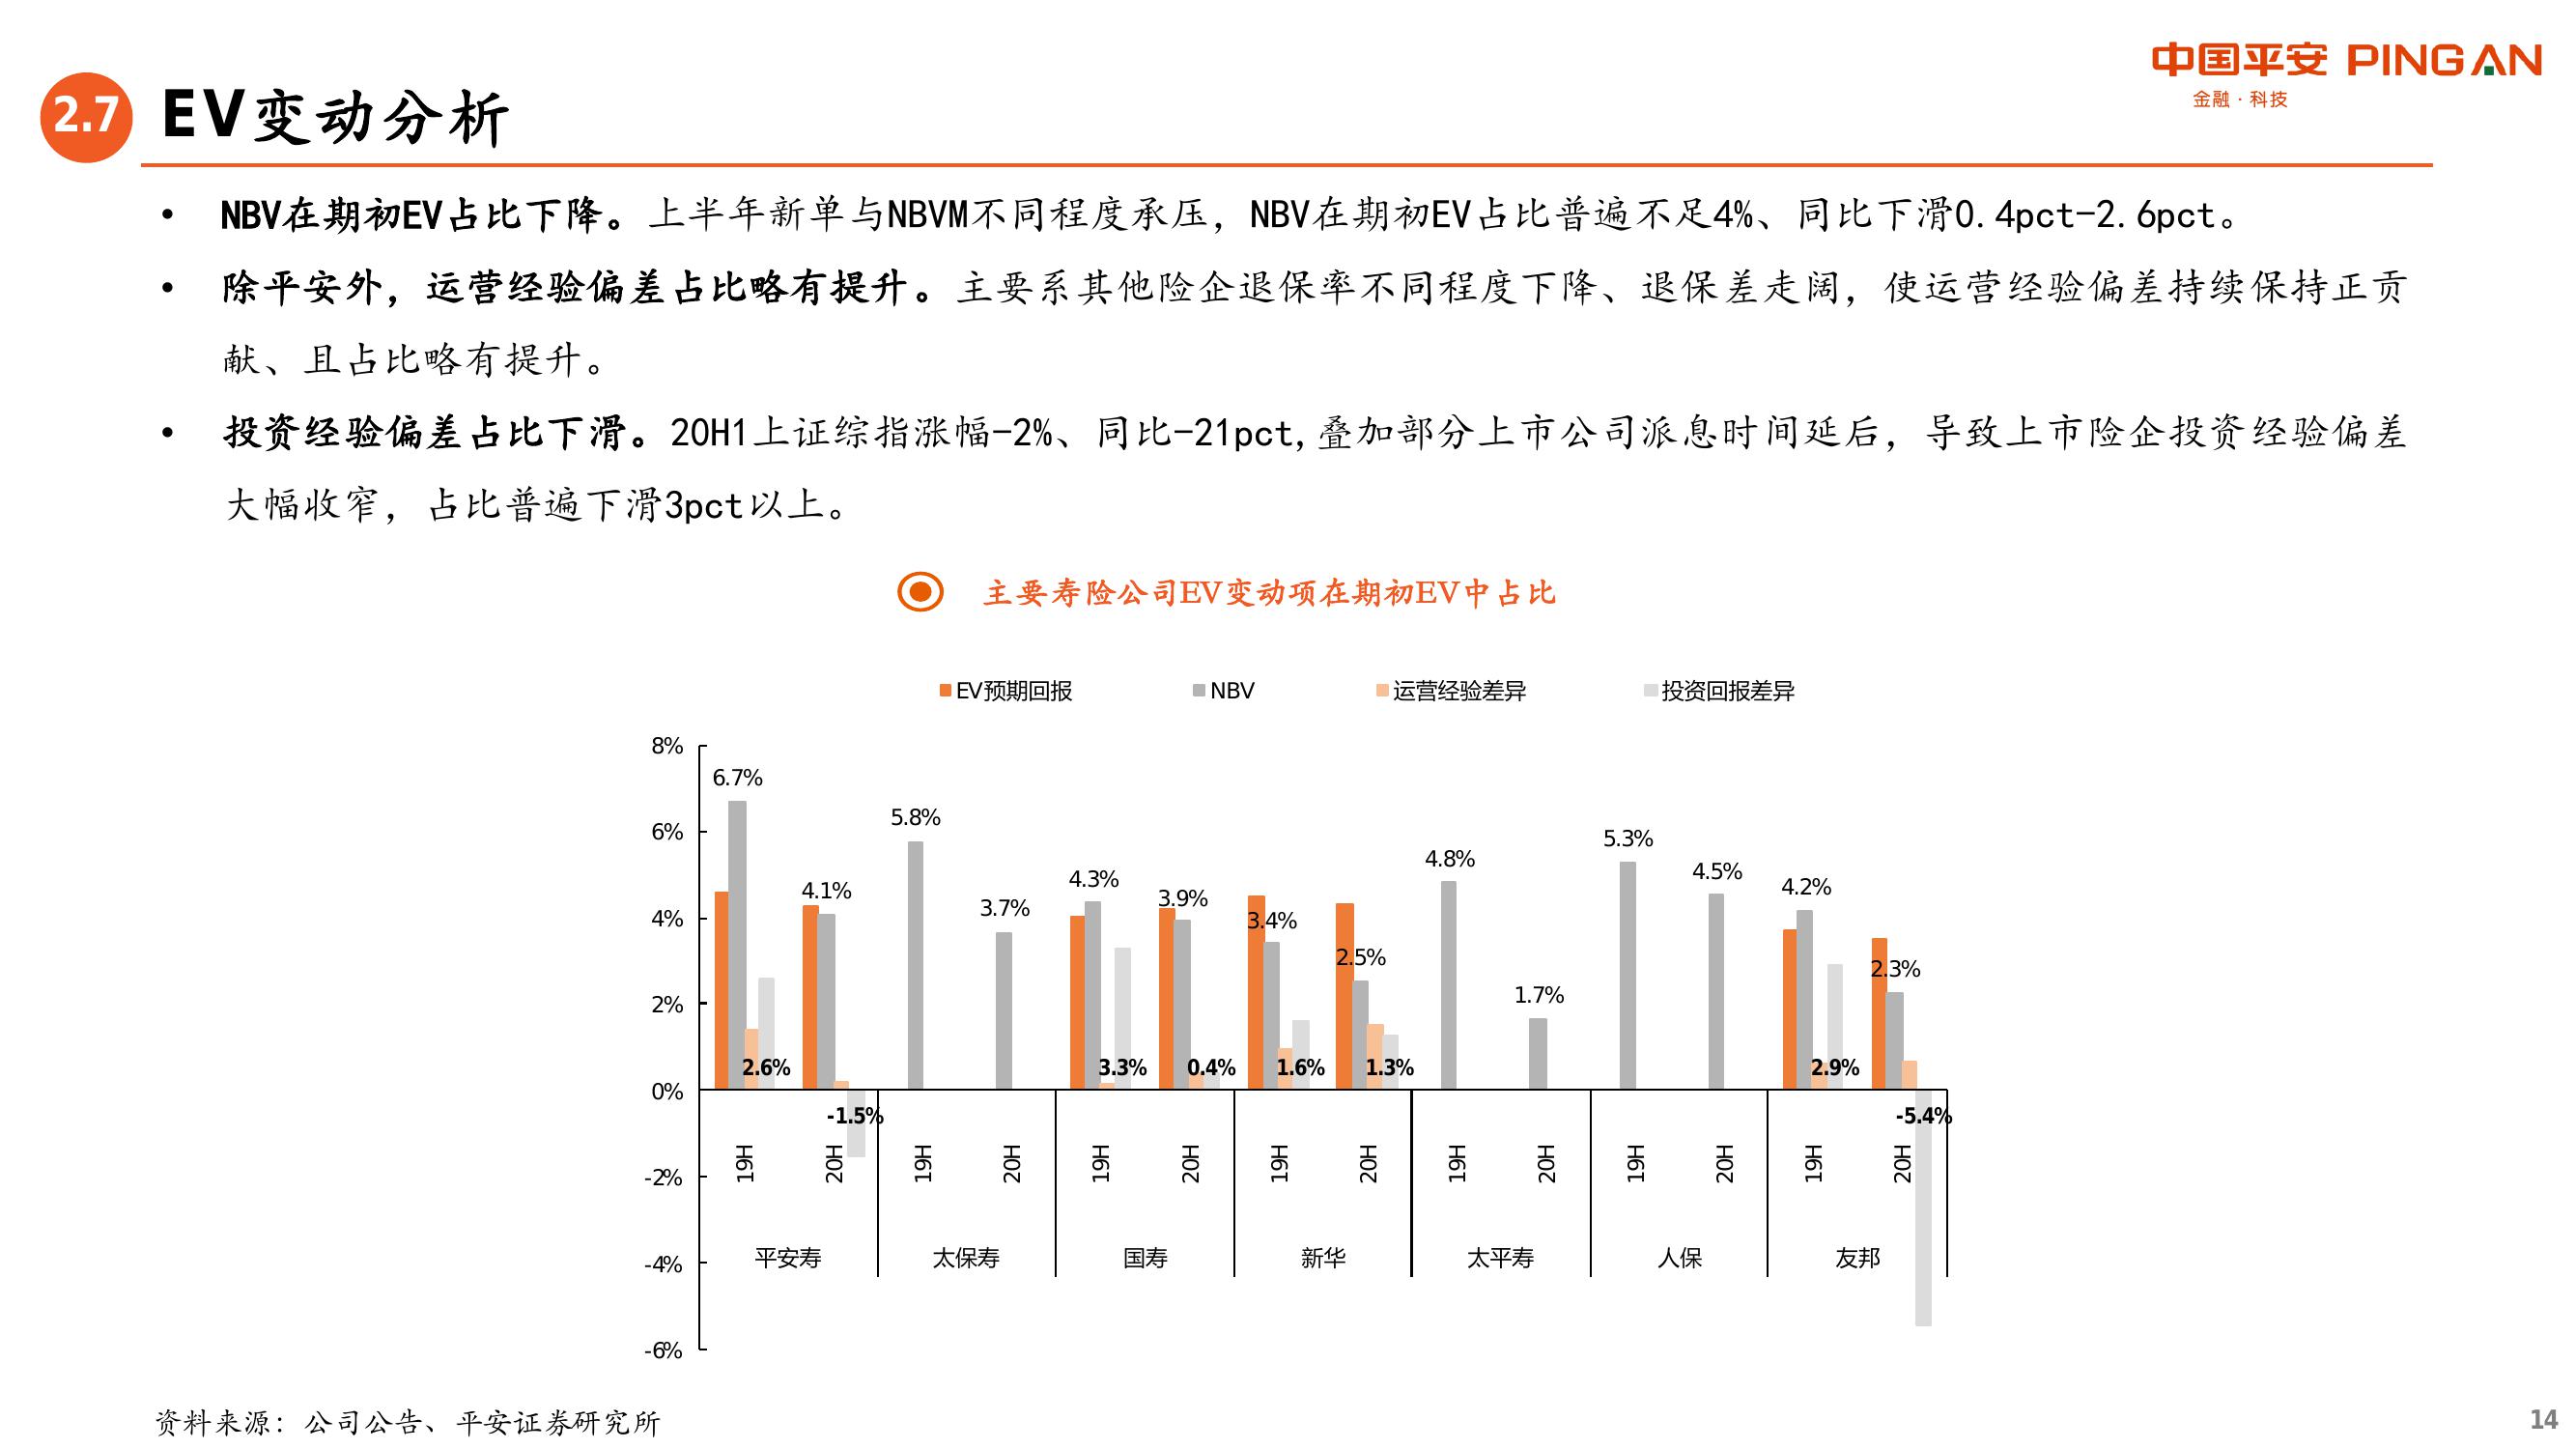 中国平安 PINGAN
金融·科技
2.7 EV变动分析
• NBV在期初EV占比下降。上半年新单与NBVM不同程度承压，NBV在期初EV占比普遍不足4%、同比下滑0.4pct-2.6pct。
• 除平安外，运营经验偏差占比略有提升。主要系其他险企退保率不同程度下降、退保差走阔，使运营经验偏差持续保持正贡
献、且占比略有提升。
• 投资经验偏差占比下滑。20H1上证综指涨幅-2%、同比-21pct,叠加部分上市公司派息时间延后，导致上市险企投资经验偏差
大幅收窄，占比普遍下滑3pct以上。
主要寿险公司EV变动项在期初EV中占比
EV预期回报 NBV 运营经验差异 投资回报差异
8%
6%
4%
2%
0%
-2%
-4%
-6%
6.7%
4.1%
5.8%
3.7%
4.3%
3.9%
3.4%
2.5%
4.8%
1.7%
5.3%
4.5%
4.2%
2.3%
2.6%
-1.5%
3.3%
0.4%
1.6%
1.3%
2.9%
-5.4%
19H 20H 19H 20H 19H 20H 19H 20H 19H 20H 19H 20H 19H 20H
平安寿 太保寿 国寿 新华 太平寿 人保 友邦
资料来源：公司公告、平安证券研究所
14